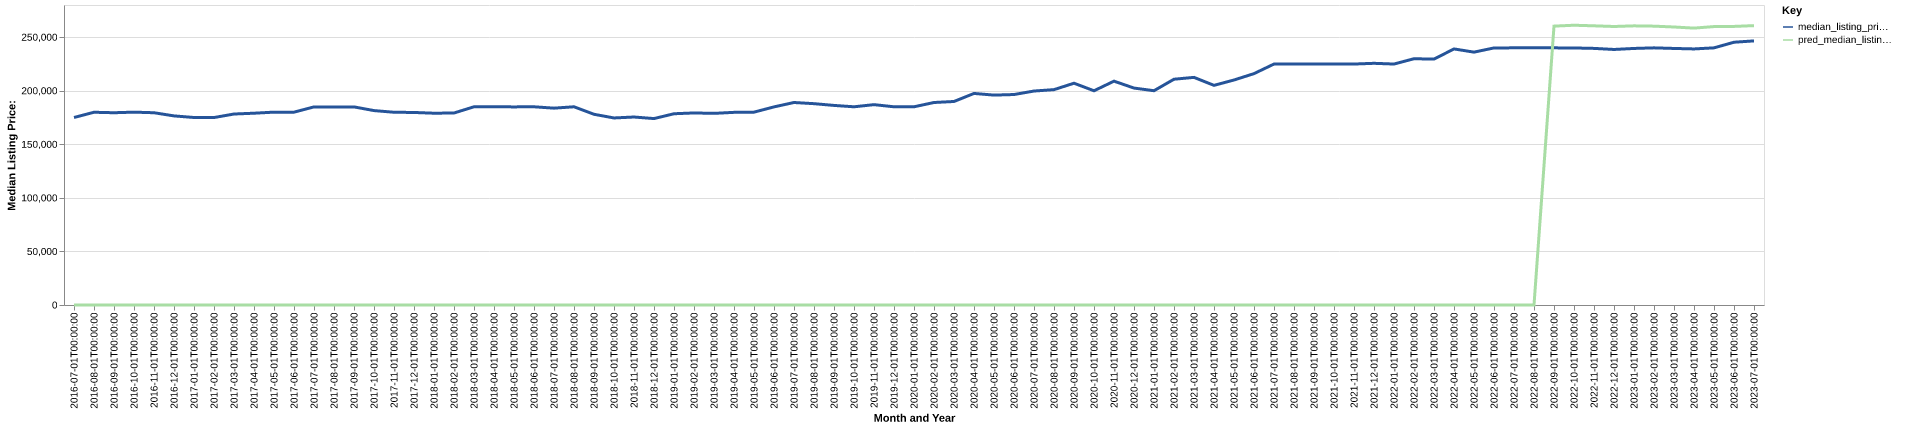 Key
median_listing_pri…
pred_median_listin…
Median Listing Price:
250,000
200,000
150,000
100,000
50,000
0
2016-07-01T00:00:00
2016-08-01T00:00:00
2016-09-01T00:00:00
2016-10-01T00:00:00
2016-11-01T00:00:00
2016-12-01T00:00:00
2017-01-01T00:00:00
2017-02-01T00:00:00
2017-03-01T00:00:00
2017-04-01T00:00:00
2017-05-01T00:00:00
2017-06-01T00:00:00
2017-07-01T00:00:00
2017-08-01T00:00:00
2017-09-01T00:00:00
2017-10-01T00:00:00
2017-11-01T00:00:00
2017-12-01T00:00:00
2018-01-01T00:00:00
2018-02-01T00:00:00
2018-03-01T00:00:00
2018-04-01T00:00:00
2018-05-01T00:00:00
2018-06-01T00:00:00
2018-07-01T00:00:00
2018-08-01T00:00:00
2018-09-01T00:00:00
2018-10-01T00:00:00
2018-11-01T00:00:00
2018-12-01T00:00:00
2019-01-01T00:00:00
2019-02-01T00:00:00
2019-03-01T00:00:00
2019-04-01T00:00:00
2019-05-01T00:00:00
2019-06-01T00:00:00
2019-07-01T00:00:00
2019-08-01T00:00:00
2019-09-01T00:00:00
2019-10-01T00:00:00
2019-11-01T00:00:00
2019-12-01T00:00:00
2020-01-01T00:00:00
2020-02-01T00:00:00
2020-03-01T00:00:00
2020-04-01T00:00:00
2020-05-01T00:00:00
2020-06-01T00:00:00
2020-07-01T00:00:00
2020-08-01T00:00:00
2020-09-01T00:00:00
2020-10-01T00:00:00
2020-11-01T00:00:00
2020-12-01T00:00:00
2021-01-01T00:00:00
2021-02-01T00:00:00
2021-03-01T00:00:00
2021-04-01T00:00:00
2021-05-01T00:00:00
2021-06-01T00:00:00
2021-07-01T00:00:00
2021-08-01T00:00:00
2021-09-01T00:00:00
2021-10-01T00:00:00
2021-11-01T00:00:00
2021-12-01T00:00:00
2022-01-01T00:00:00
2022-02-01T00:00:00
2022-03-01T00:00:00
2022-04-01T00:00:00
2022-05-01T00:00:00
2022-06-01T00:00:00
2022-07-01T00:00:00
2022-08-01T00:00:00
2022-09-01T00:00:00
2022-10-01T00:00:00
2022-11-01T00:00:00
2022-12-01T00:00:00
2023-01-01T00:00:00
2023-02-01T00:00:00
2023-03-01T00:00:00
2023-04-01T00:00:00
2023-05-01T00:00:00
2023-06-01T00:00:00
2023-07-01T00:00:00
Month and Year